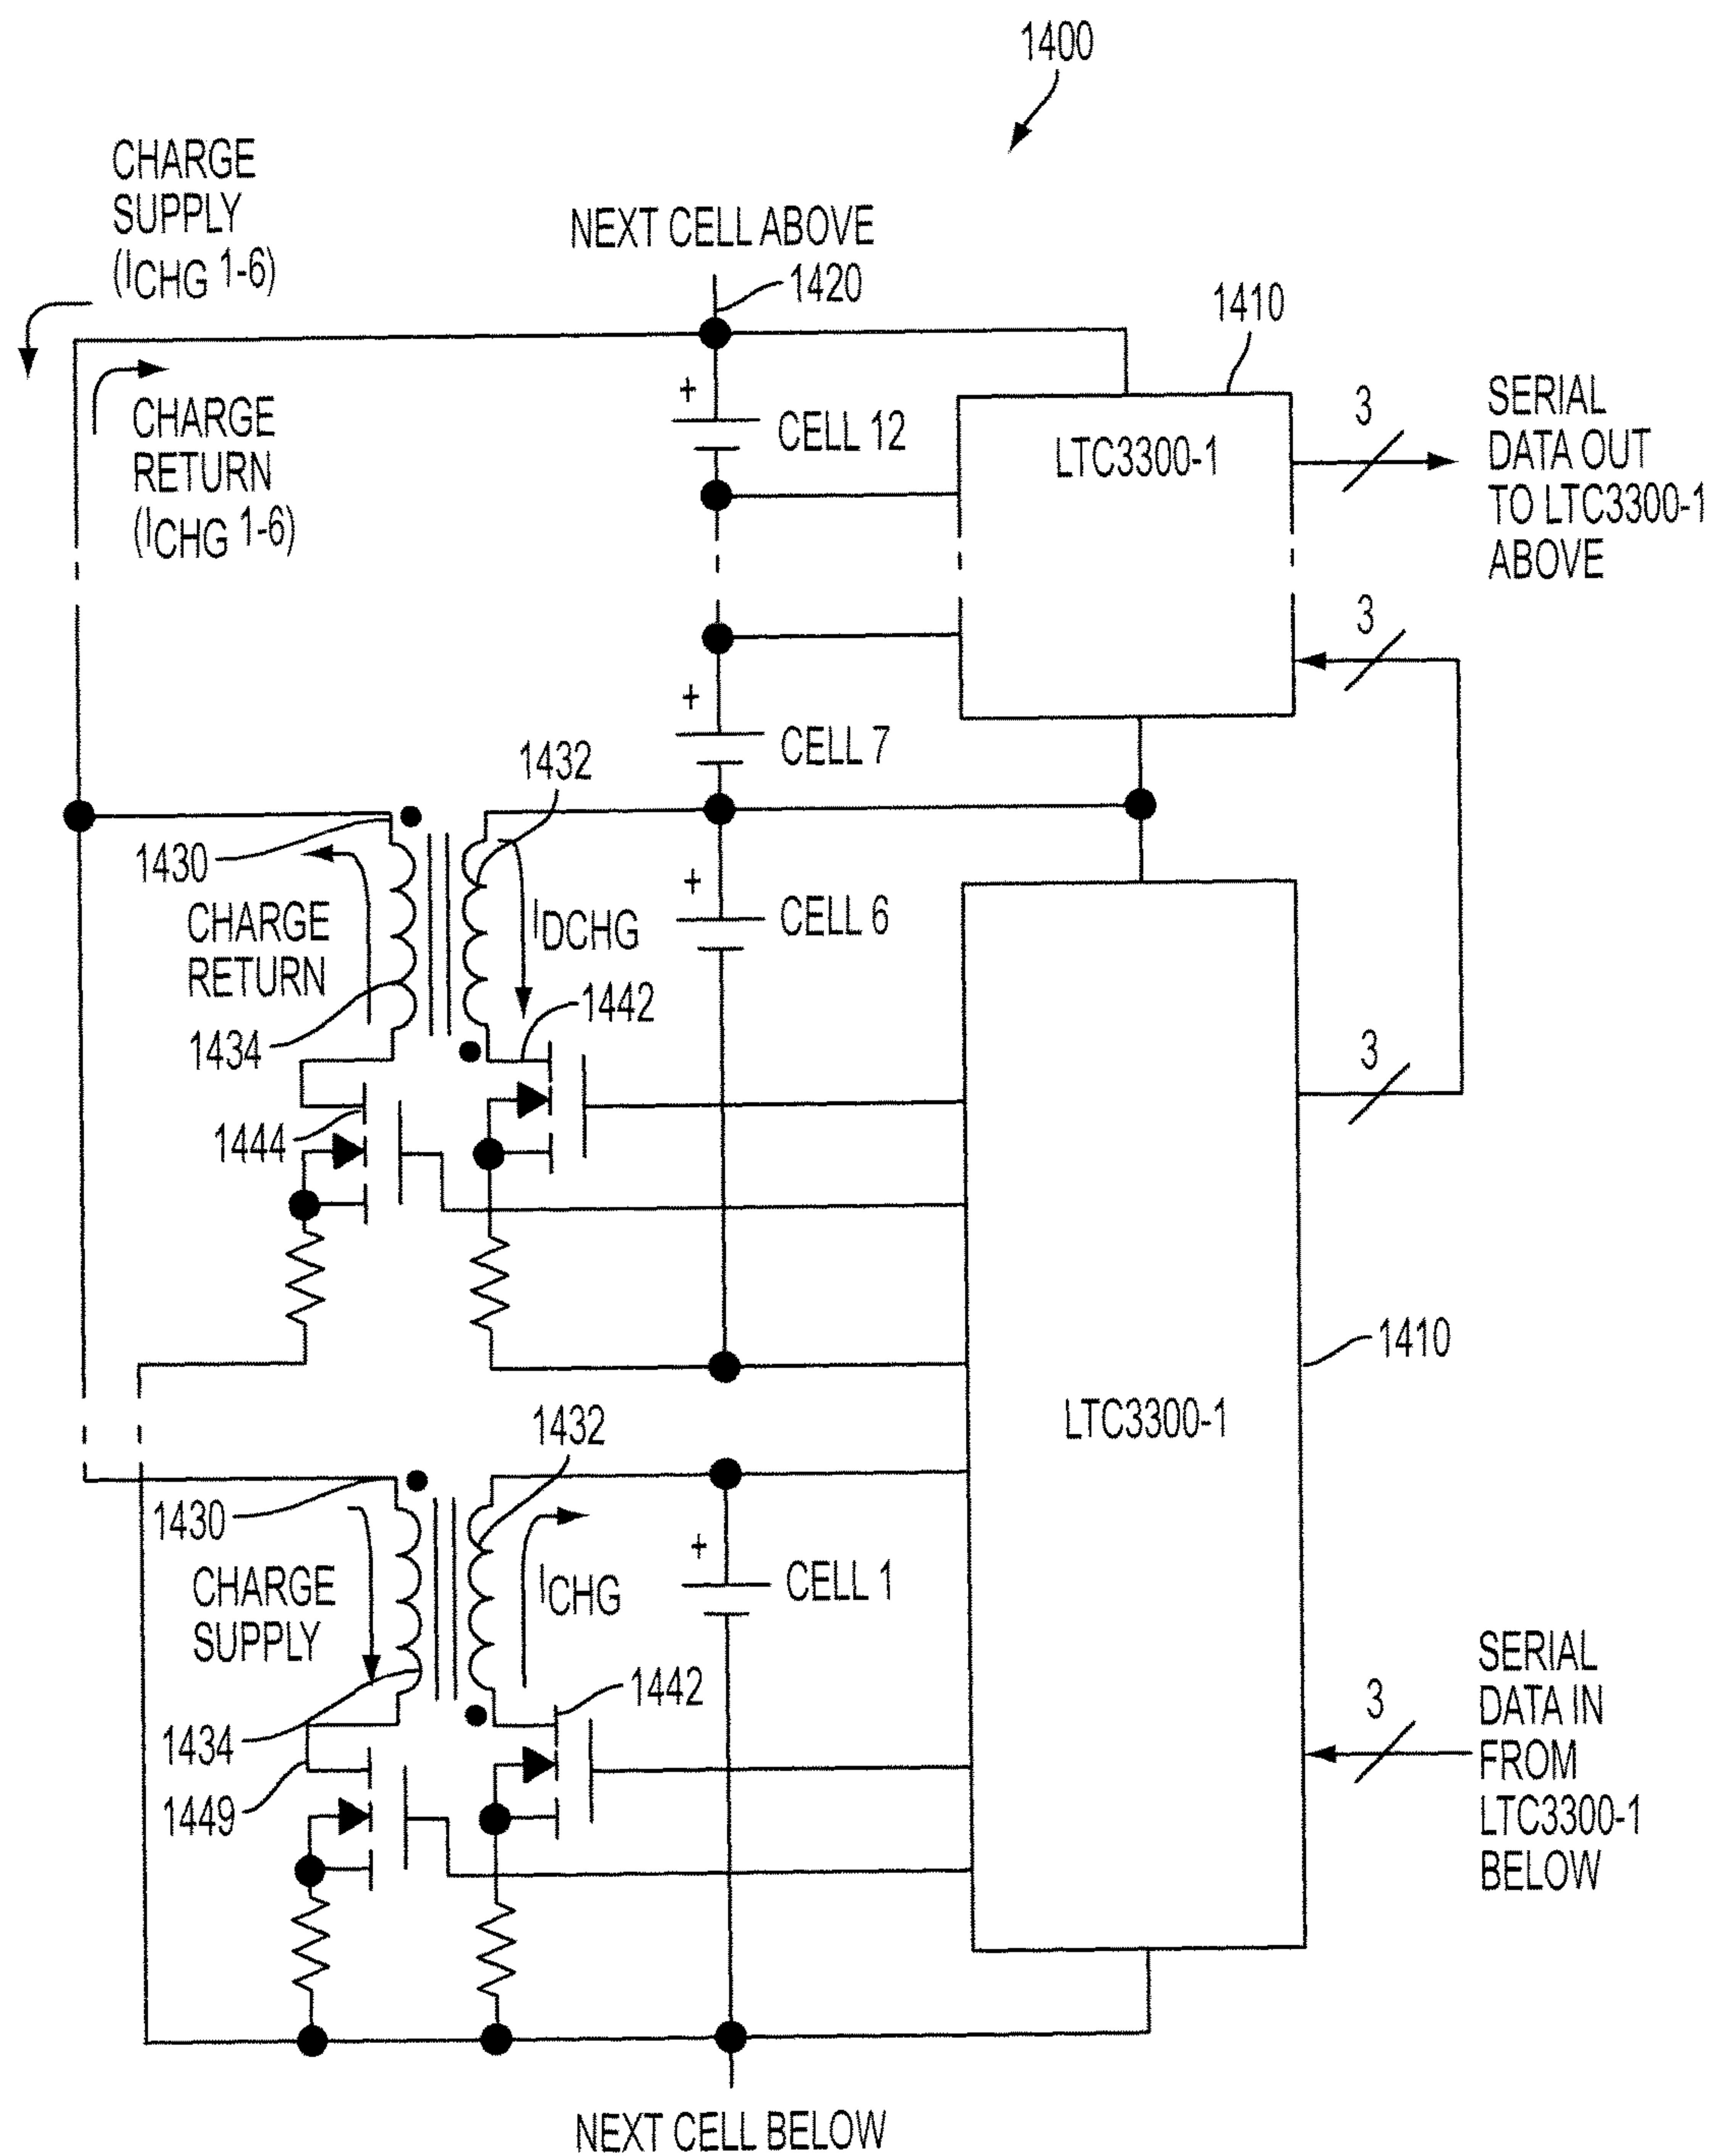 1400
CHARGE
SUPPLY
(ICHG 1-6)
NEXT CELL ABOVE
1420
1410
CHARGE
RETURN
(ICHG 1-6)
+
CELL 12
LTC3300-1
3
SERIAL
DATA OUT
TO LTC3300-1
ABOVE
3
+
CELL 7
1432
1430
CHARGE
RETURN
IDCHG
+
CELL 6
1442
1434
3
1444
1410
LTC3300-1
1432
1430
CHARGE
SUPPLY
ICHG
+
CELL 1
1442
1434
1449
3
SERIAL
DATA IN
FROM
LTC3300-1
BELOW
NEXT CELL BELOW